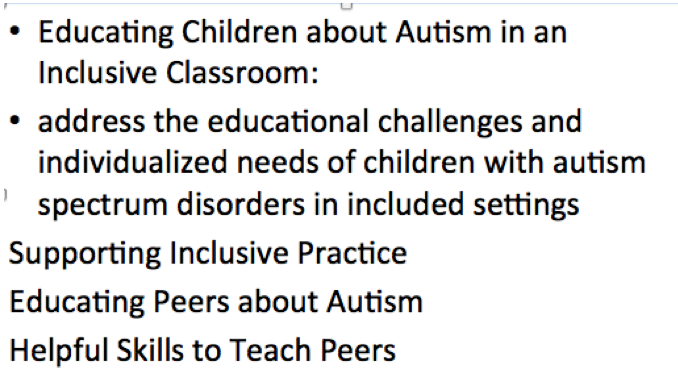 • Educating Children about Autism in an
Inclusive Classroom:
• address the educational challenges and
individualized needs of children with autism
spectrum disorders in included settings
Supporting Inclusive Practice
Educating Peers about Autism
Helpful Skills to Teach Peers